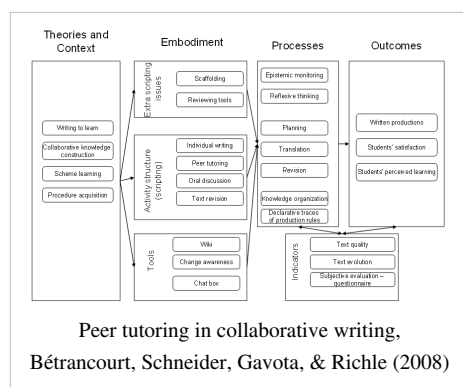 Theories and
Context
Embodiment
Processes
Outcomes
Writing to learn
Collaborative knowledge
construction
Scheme learning
Procedure acquisition
Extra scripting
issues
Scaffolding
Reviewing tools
Activity structure
(scripting)
Individual writing
Peer tutoring
Oral discussion
Text revision
Tools
Wiki
Change awareness
Chat box
Epistemic monitoring
Reflexive thinking
Planning
Translation
Revision
Knowledge organization
Declarative traces
of production rules
Written productions
Students' satisfaction
Students' perceived learning
Indicators
Text quality
Text evolution
Subjective evaluation –
questionnaire
Peer tutoring in collaborative writing,
Bétrancourt, Schneider, Gavota, & Richle (2008)